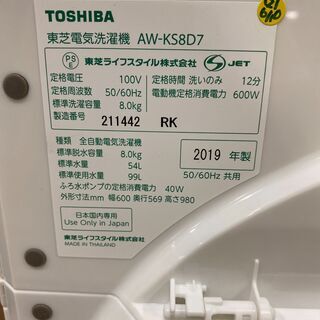 TOSHIBA
東芝電気洗濯機 AW-KS8D7
PS E 東芝ライフスタイル株式会社 JET
定格電圧 100V 定格時間 洗いのみ 12分
定格周波数 50/60Hz 電動機定格消費電力 600W
標準洗濯容量 8.0kg
製造番号 211442 RK
種類 全自動電気洗濯機
標準脱水容量 8.0kg
標準水量 54L
標準使用水量 99L
2019 年製
50/60Hz 共用
ふろ水ポンプの定格消費電力 40W
外形寸法mm 幅600 奥行569 高さ980
日本国内専用
Use Only in Japan
東芝ライフスタイル株式会社
MADE IN THAILAND